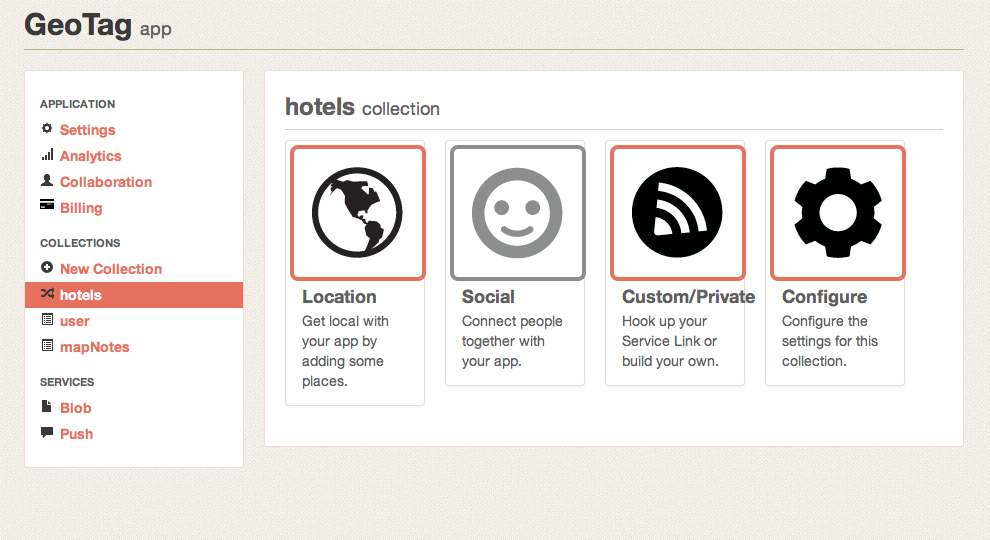 GeoTag app
APPLICATION
Settings
Analytics
Collaboration
Billing
COLLECTIONS
New Collection
hotels
user
mapNotes
SERVICES
Blob
Push
hotels collection
Location
Get local with
your app by
adding some
places.
Social
Connect people
together with
your app.
Custom/Private
Hook up your
Service Link or
build your own.
Configure
Configure the
settings for this
collection.